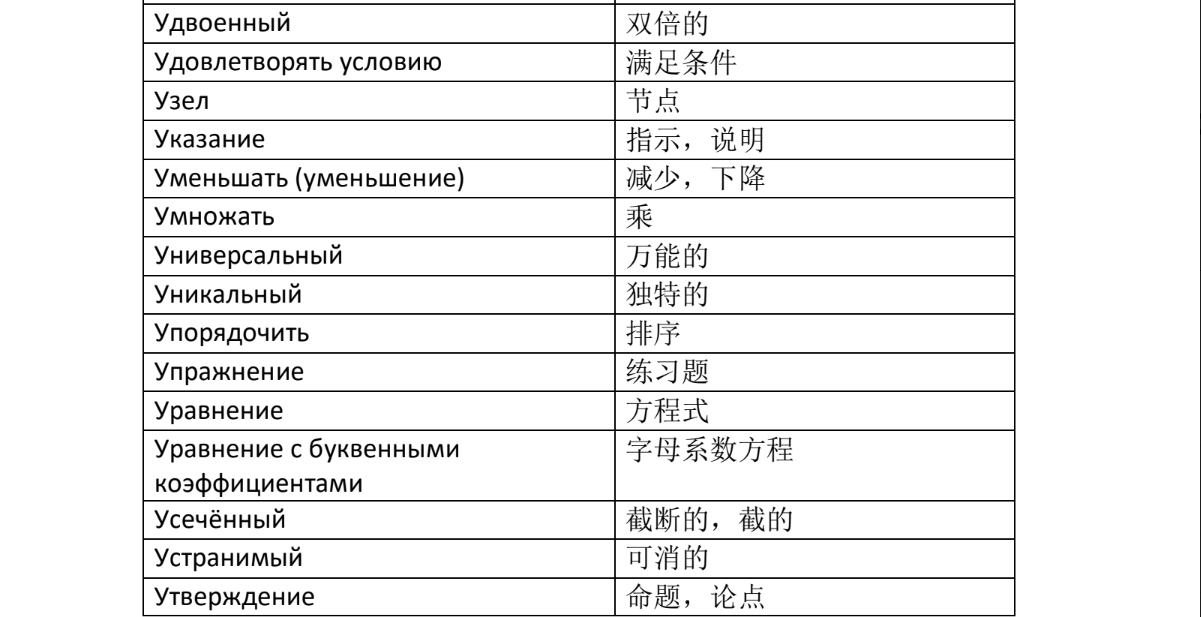 Удвоенный 双倍的
Удовлетворять условию 满足条件
Узел 节点
Указание 指示，说明
Уменьшать (уменьшение) 减少，下降
Умножать 乘
Универсальный 万能的
Уникальный 独特的
Упорядочить 排序
Упражнение 练习题
Уравнение 方程式
Уравнение с буквенными 字母系数方程
коэффициентами
Усечённый 截断的，截的
Устранимый 可消的
Утверждение 命题，论点